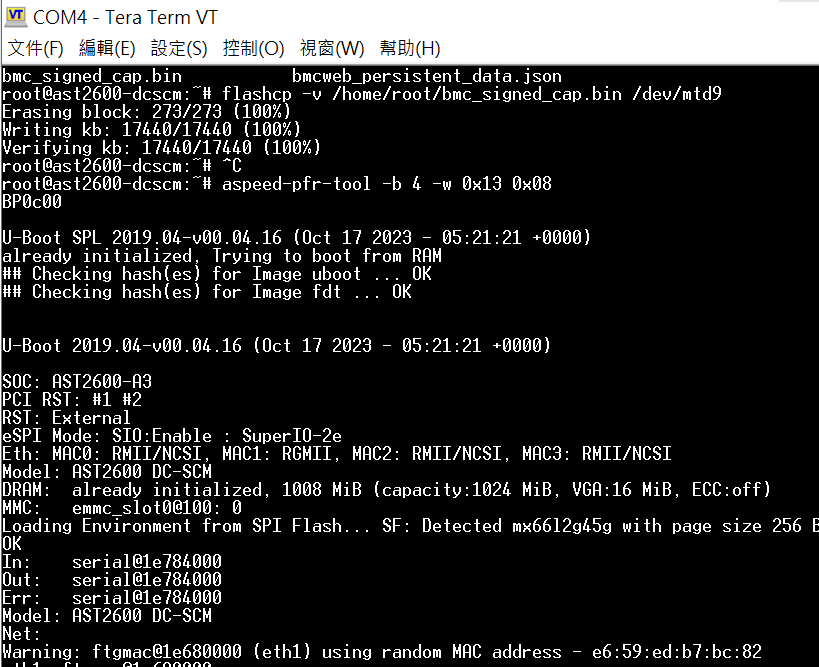 COM4 - Tera Term VT
文件(F) 編輯(E) 設定(S) 控制(O) 視窗(W) 幫助(H)
bmc_signed_cap.bin bmcweb_persistent_data.json
root@ast2600-dcscm:~# flashcp -v /home/root/bmc_signed_cap.bin /dev/mtd9
Erasing block: 273/273 (100%)
Writing kb: 17440/17440 (100%)
Verifying kb: 17440/17440 (100%)
root@ast2600-dcscm:~# ^C
root@ast2600-dcscm:~# aspeed-pfr-tool -b 4 -w 0x13 0x08
BP0c00
U-Boot SPL 2019.04-v00.04.16 (Oct 17 2023 - 05:21:21 +0000)
already initialized, Trying to boot from RAM
## Checking hash(es) for Image uboot ... OK
## Checking hash(es) for Image fdt ... OK
U-Boot 2019.04-v00.04.16 (Oct 17 2023 - 05:21:21 +0000)
SOC: AST2600-A3
PCI RST: #1 #2
RST: External
eSPI Mode: SIO:Enable : SuperIO-2e
Eth: MAC0: RMII/NCSI, MAC1: RGMII, MAC2: RMII/NCSI, MAC3: RMII/NCSI
Model: AST2600 DC-SCM
DRAM: already initialized, 1008 MiB (capacity:1024 MiB, VGA:16 MiB, ECC:off)
MMC: emmc_slot0@100: 0
Loading Environment from SPI Flash... SF: Detected mx66l2g45g with page size 256 B
OK
In: serial@1e784000
Out: serial@1e784000
Err: serial@1e784000
Model: AST2600 DC-SCM
Net:
Warning: ftgmac@1e680000 (eth1) using random MAC address - e6:59:ed:b7:bc:82